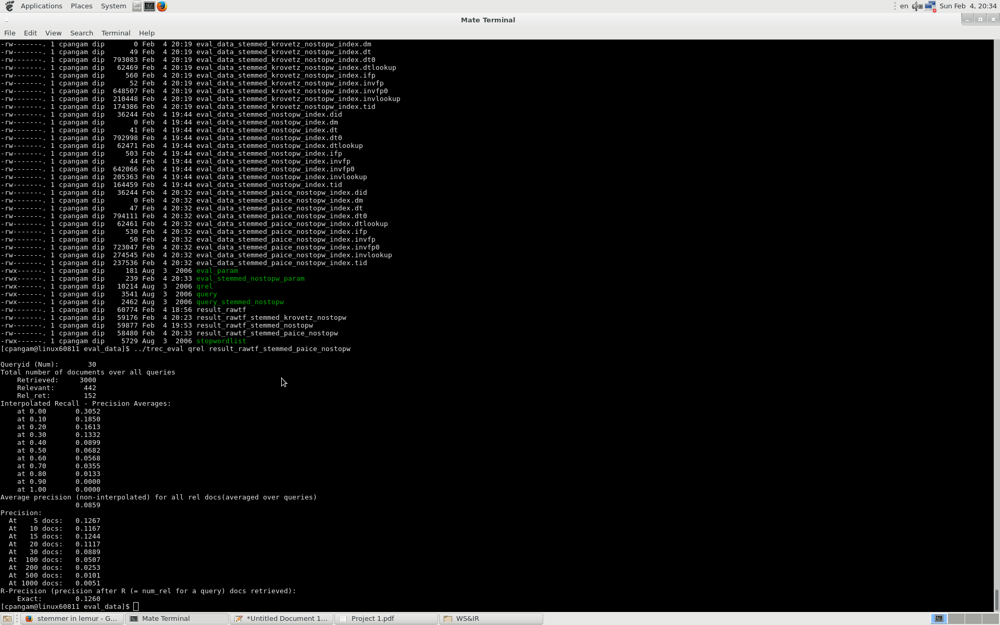 Applications Places System en Sun Feb  4, 20:34
Mate Terminal
File Edit View Search Terminal Help
-rw-------. 1 cpangam dip       0 Feb  4 20:19 eval_data_stemmed_krovetz_nostopw_index.dm
-rw-------. 1 cpangam dip      49 Feb  4 20:19 eval_data_stemmed_krovetz_nostopw_index.dt
-rw-------. 1 cpangam dip  793083 Feb  4 20:19 eval_data_stemmed_krovetz_nostopw_index.dt0
-rw-------. 1 cpangam dip   62469 Feb  4 20:19 eval_data_stemmed_krovetz_nostopw_index.dtlookup
-rw-------. 1 cpangam dip     560 Feb  4 20:19 eval_data_stemmed_krovetz_nostopw_index.ifp
-rw-------. 1 cpangam dip      52 Feb  4 20:19 eval_data_stemmed_krovetz_nostopw_index.invfp
-rw-------. 1 cpangam dip  648507 Feb  4 20:19 eval_data_stemmed_krovetz_nostopw_index.invfp0
-rw-------. 1 cpangam dip  210448 Feb  4 20:19 eval_data_stemmed_krovetz_nostopw_index.invlookup
-rw-------. 1 cpangam dip  174386 Feb  4 20:19 eval_data_stemmed_krovetz_nostopw_index.tid
-rw-------. 1 cpangam dip   36244 Feb  4 19:44 eval_data_stemmed_nostopw_index.did
-rw-------. 1 cpangam dip       0 Feb  4 19:44 eval_data_stemmed_nostopw_index.dm
-rw-------. 1 cpangam dip      41 Feb  4 19:44 eval_data_stemmed_nostopw_index.dt
-rw-------. 1 cpangam dip  792998 Feb  4 19:44 eval_data_stemmed_nostopw_index.dt0
-rw-------. 1 cpangam dip   62471 Feb  4 19:44 eval_data_stemmed_nostopw_index.dtlookup
-rw-------. 1 cpangam dip     503 Feb  4 19:44 eval_data_stemmed_nostopw_index.ifp
-rw-------. 1 cpangam dip      44 Feb  4 19:44 eval_data_stemmed_nostopw_index.invfp
-rw-------. 1 cpangam dip  642066 Feb  4 19:44 eval_data_stemmed_nostopw_index.invfp0
-rw-------. 1 cpangam dip  205363 Feb  4 19:44 eval_data_stemmed_nostopw_index.invlookup
-rw-------. 1 cpangam dip  164459 Feb  4 19:44 eval_data_stemmed_nostopw_index.tid
-rw-------. 1 cpangam dip   36244 Feb  4 20:32 eval_data_stemmed_paice_nostopw_index.did
-rw-------. 1 cpangam dip       0 Feb  4 20:32 eval_data_stemmed_paice_nostopw_index.dm
-rw-------. 1 cpangam dip      47 Feb  4 20:32 eval_data_stemmed_paice_nostopw_index.dt
-rw-------. 1 cpangam dip  794111 Feb  4 20:32 eval_data_stemmed_paice_nostopw_index.dt0
-rw-------. 1 cpangam dip   62461 Feb  4 20:32 eval_data_stemmed_paice_nostopw_index.dtlookup
-rw-------. 1 cpangam dip     530 Feb  4 20:32 eval_data_stemmed_paice_nostopw_index.ifp
-rw-------. 1 cpangam dip      50 Feb  4 20:32 eval_data_stemmed_paice_nostopw_index.invfp
-rw-------. 1 cpangam dip  723047 Feb  4 20:32 eval_data_stemmed_paice_nostopw_index.invfp0
-rw-------. 1 cpangam dip  274545 Feb  4 20:32 eval_data_stemmed_paice_nostopw_index.invlookup
-rw-------. 1 cpangam dip  237536 Feb  4 20:32 eval_data_stemmed_paice_nostopw_index.tid
-rwx------. 1 cpangam dip     181 Aug  3  2006 eval_param
-rwx------. 1 cpangam dip     239 Feb  4 20:33 eval_stemmed_nostopw_param
-rwx------. 1 cpangam dip   10214 Aug  3  2006 qrel
-rwx------. 1 cpangam dip    3541 Aug  3  2006 query
-rwx------. 1 cpangam dip    2462 Aug  3  2006 query_stemmed_nostopw
-rw-------. 1 cpangam dip   60774 Feb  4 18:56 result_rawtf
-rw-------. 1 cpangam dip   59176 Feb  4 20:23 result_rawtf_stemmed_krovetz_nostopw
-rw-------. 1 cpangam dip   59877 Feb  4 19:53 result_rawtf_stemmed_nostopw
-rw-------. 1 cpangam dip   58480 Feb  4 20:33 result_rawtf_stemmed_paice_nostopw
-rwx------. 1 cpangam dip    5729 Aug  3  2006 stopwordlist
[cpangam@linux60811 eval_data]$ ../trec_eval qrel result_rawtf_stemmed_paice_nostopw
Queryid (Num):       30
Total number of documents over all queries
    Retrieved:     3000
    Relevant:       442
    Rel_ret:        152
Interpolated Recall - Precision Averages:
    at 0.00       0.3052
    at 0.10       0.1850
    at 0.20       0.1613
    at 0.30       0.1332
    at 0.40       0.0899
    at 0.50       0.0682
    at 0.60       0.0568
    at 0.70       0.0355
    at 0.80       0.0133
    at 0.90       0.0000
    at 1.00       0.0000
Average precision (non-interpolated) for all rel docs(averaged over queries)
                  0.0859
Precision:
  At    5 docs:   0.1267
  At   10 docs:   0.1167
  At   15 docs:   0.1244
  At   20 docs:   0.1117
  At   30 docs:   0.0889
  At  100 docs:   0.0507
  At  200 docs:   0.0253
  At  500 docs:   0.0101
  At 1000 docs:   0.0051
R-Precision (precision after R (= num_rel for a query) docs retrieved):
    Exact:        0.1260
[cpangam@linux60811 eval_data]$
stemmer in lemur - G... Mate Terminal *Untitled Document 1... Project 1.pdf WS&IR